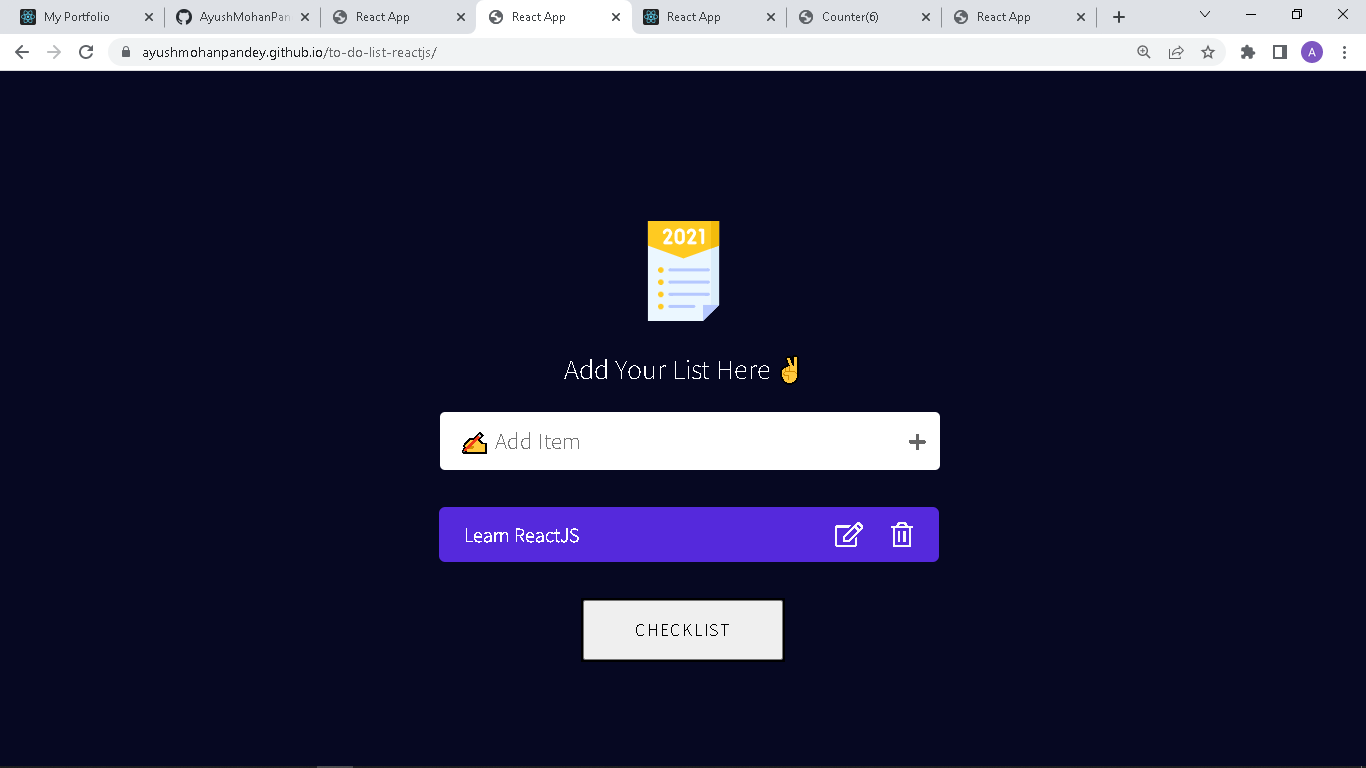 My Portfolio
AyushMohanPan
React App
React App
React App
Counter(6)
React App
ayushmohanpandey.github.io/to-do-list-reactjs/
A
2021
Add Your List Here ✌
✍ Add Item
Learn ReactJS
CHECKLIST